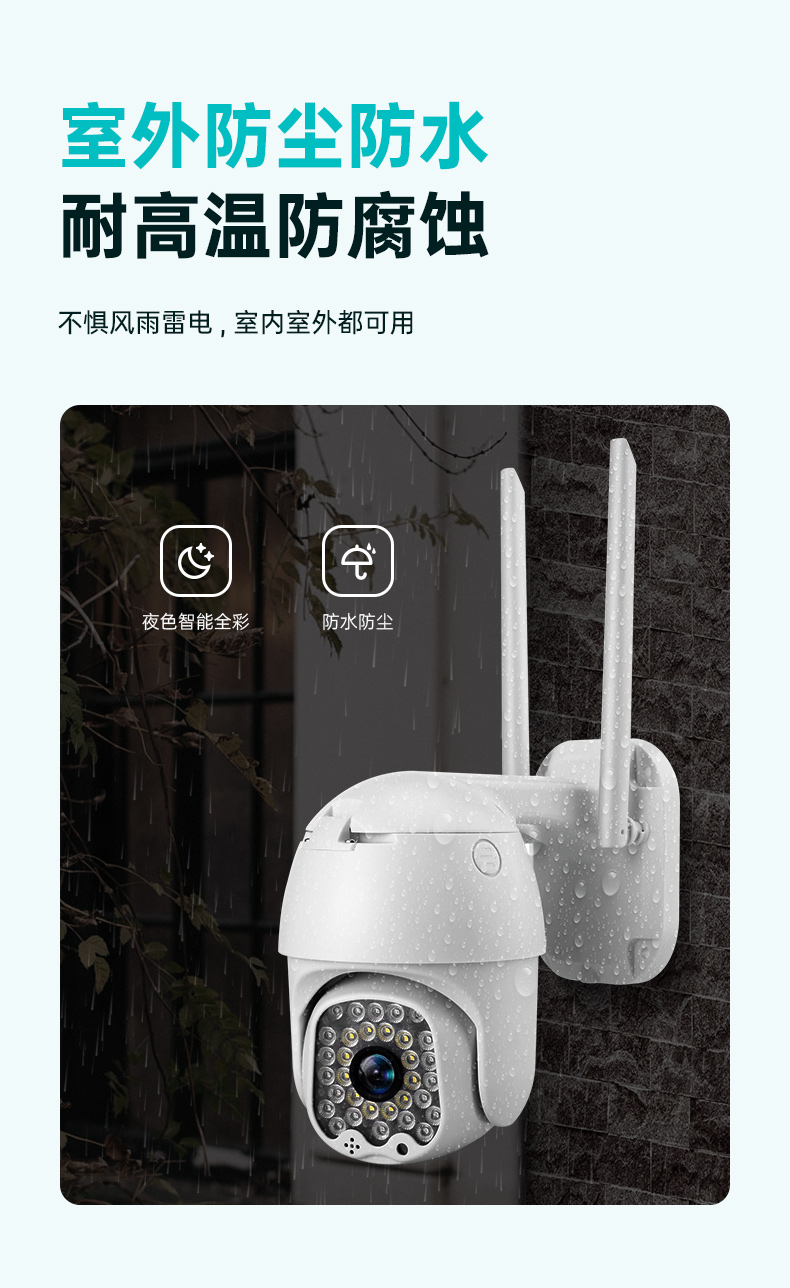 室外防尘防水
耐高温防腐蚀
不惧风雨雷电 , 室内室外都可用
夜色智能全彩
防水防尘